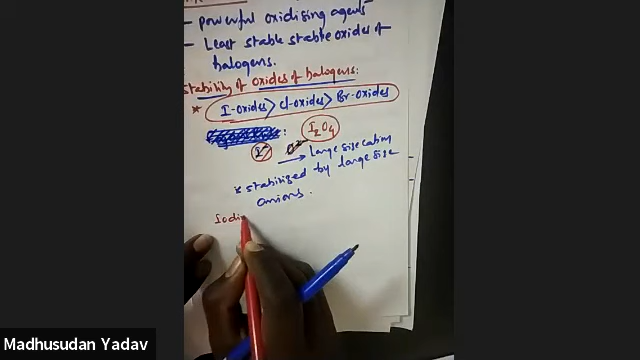 - Powerful oxidising agents
- Least stable stable oxides of
halogens.
Stability of oxides of halogens:
* I-oxides > Cl-oxides > Br-oxides
: I2O4
→ large size cation
* stabilized by large size
anions.
Iodi
Madhusudan Yadav